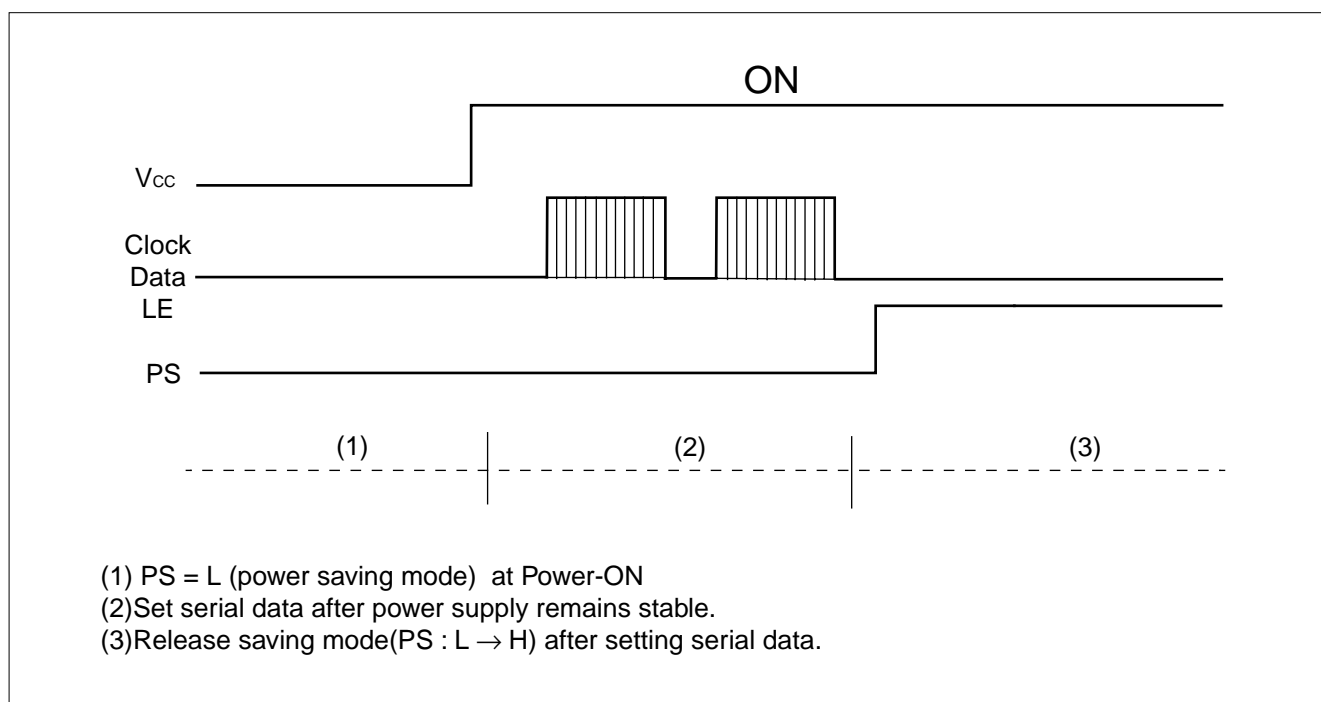 ON
Vcc
Clock
Data
LE
PS
(1) (2) (3)
(1) PS = L (power saving mode) at Power-ON
(2)Set serial data after power supply remains stable.
(3)Release saving mode(PS : L → H) after setting serial data.